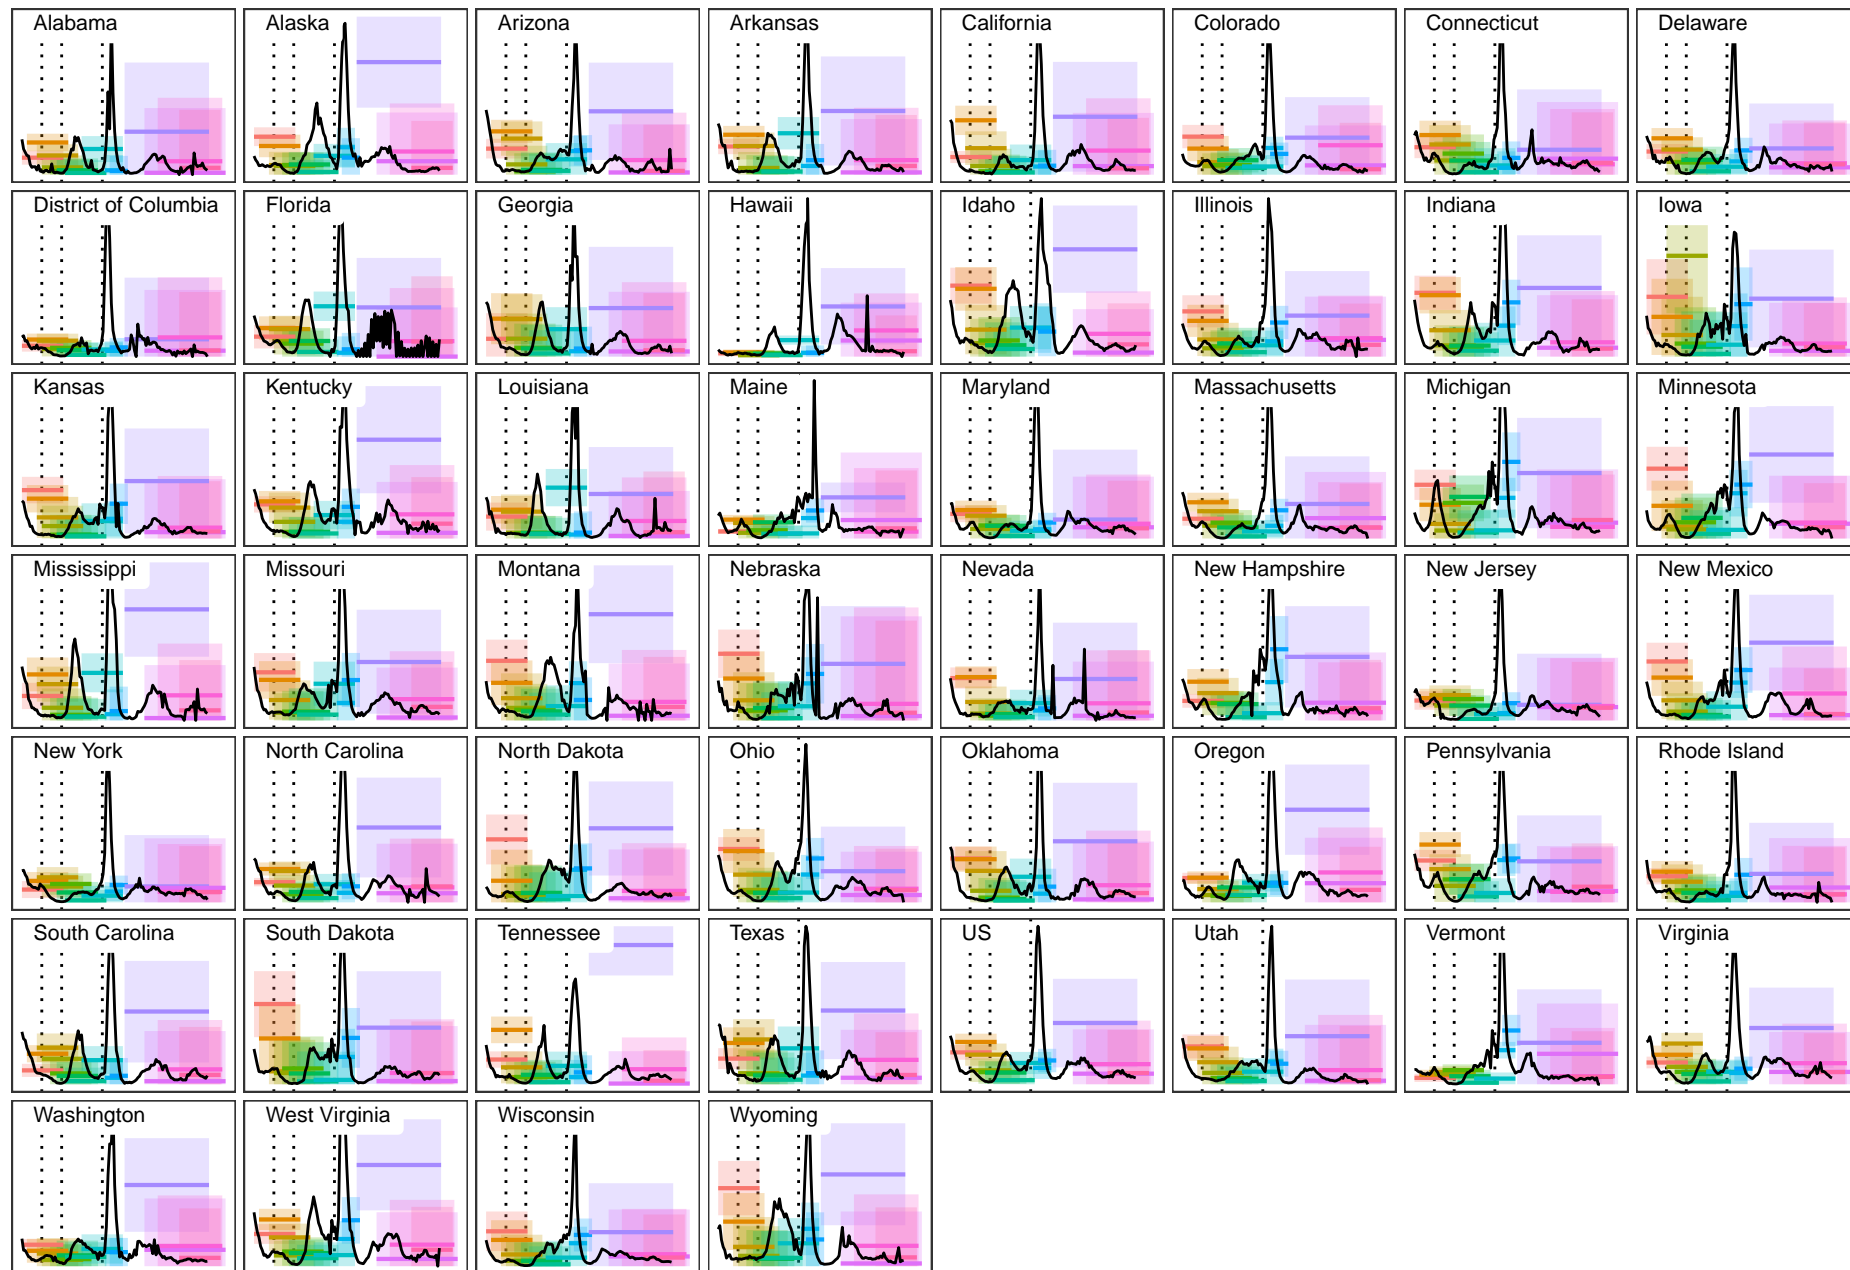 Alabama
Alaska
Arizona
Arkansas
California
Colorado
Connecticut
Delaware
District of Columbia
Florida
Georgia
Hawaii
Idaho
Illinois
Indiana
Iowa
Kansas
Kentucky
Louisiana
Maine
Maryland
Massachusetts
Michigan
Minnesota
Mississippi
Missouri
Montana
Nebraska
Nevada
New Hampshire
New Jersey
New Mexico
New York
North Carolina
North Dakota
Ohio
Oklahoma
Oregon
Pennsylvania
Rhode Island
South Carolina
South Dakota
Tennessee
Texas
US
Utah
Vermont
Virginia
Washington
West Virginia
Wisconsin
Wyoming